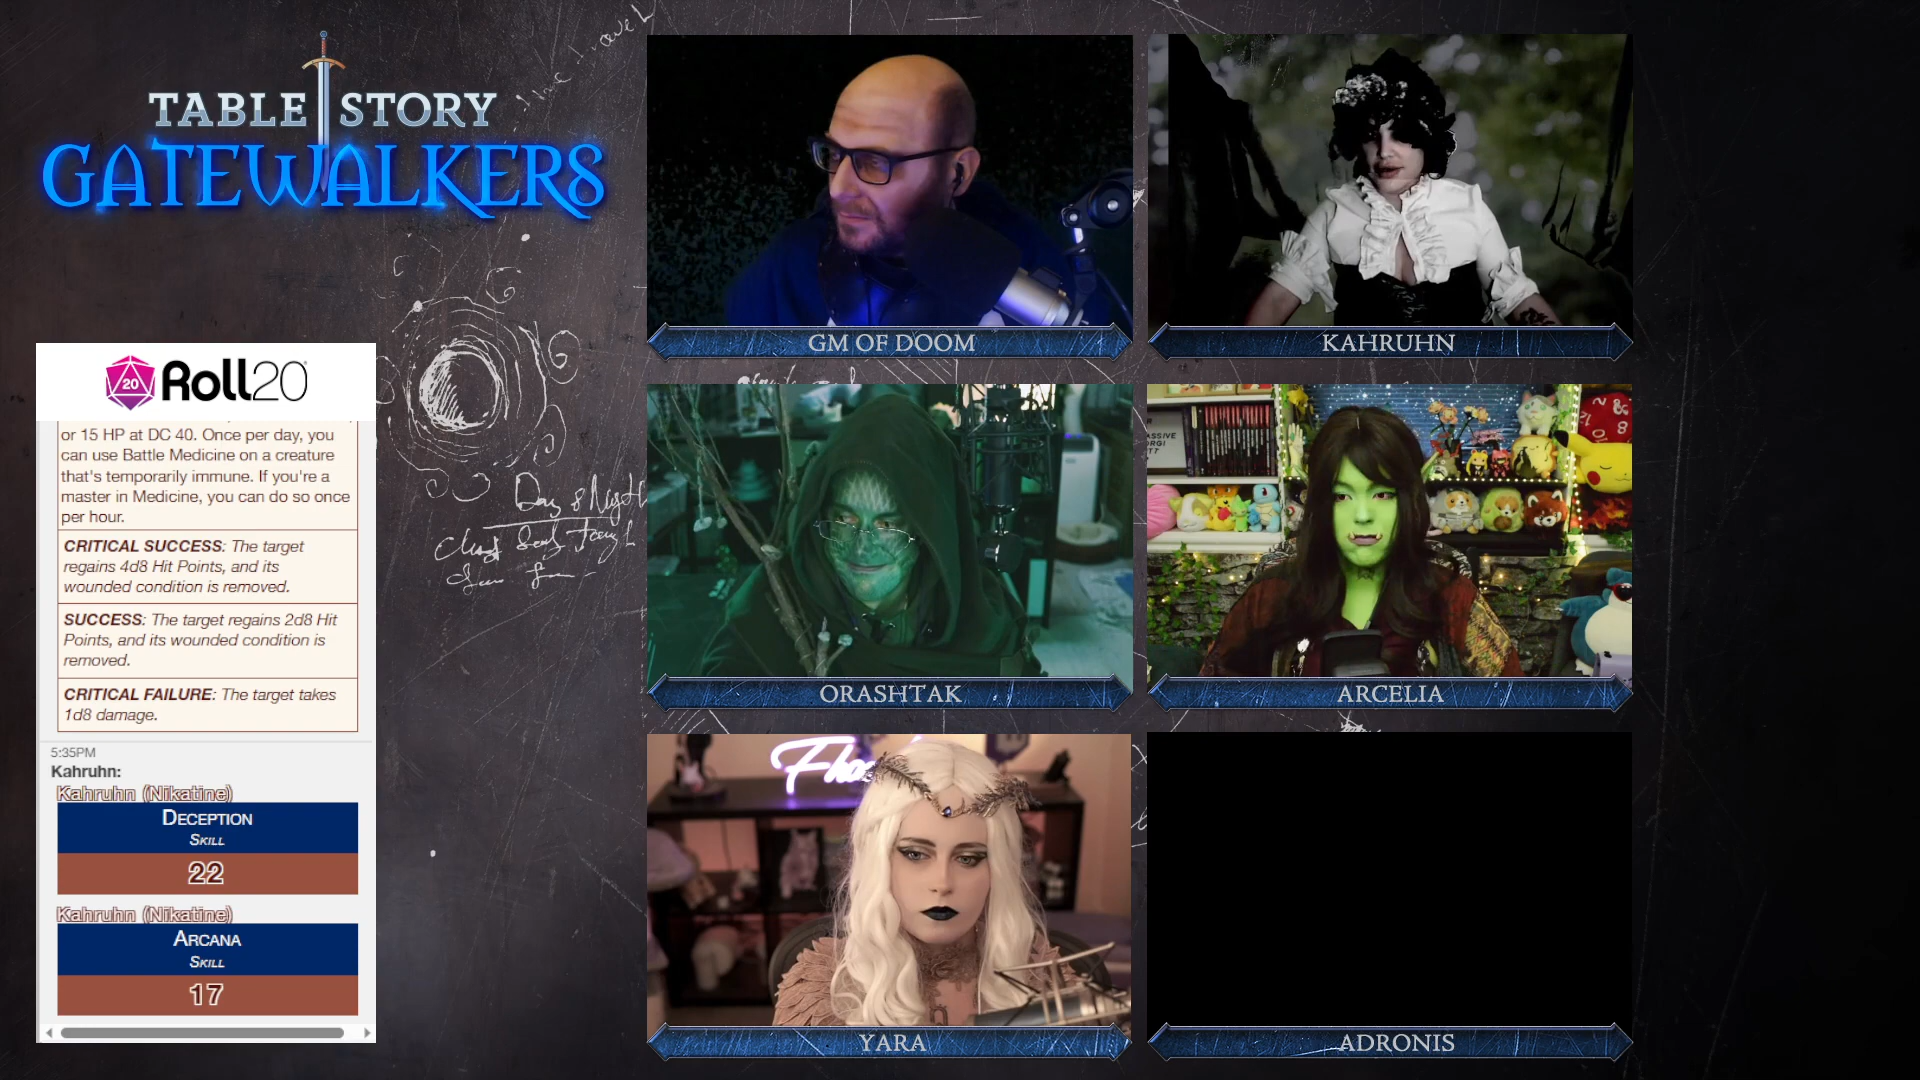 TABLE STORY
GATEWALKERS
Roll20
20
or 15 HP at DC 40. Once per day, you
can use Battle Medicine on a creature
that's temporarily immune. If you're a
master in Medicine, you can do so once
per hour.
CRITICAL SUCCESS: The target
regains 4d8 Hit Points, and its
wounded condition is removed.
SUCCESS: The target regains 2d8 Hit
Points, and its wounded condition is
removed.
CRITICAL FAILURE: The target takes
1d8 damage.
5:35PM
Kahruhn:
Kahruhn (Nikatine)
DECEPTION
SKILL
22
Kahruhn (Nikatine)
ARCANA
SKILL
17
Day & Night
GM OF DOOM
KAHRUHN
ORASHTAK
ARCELIA
YARA
ADRONIS